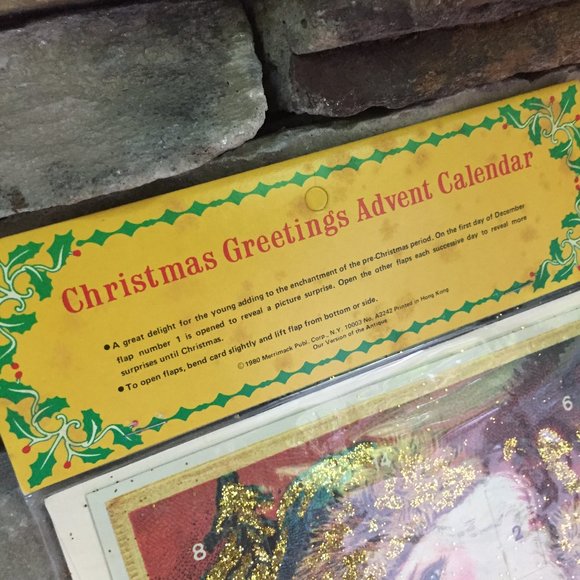 Christmas Greetings Advent Calendar
• A great delight for the young adding to the enchantment of the pre-Christmas period. On the first day of December
flap number 1 is opened to reveal a picture surprise. Open the other flaps each successive day to reveal more
surprises until Christmas.
• To open flaps, bend card slightly and lift flap from bottom or side.
©1980 Merrimack Publ. Corp., N.Y. 10003 No. A2242 Printed in Hong Kong
Our Version of the Antique
6
8
2